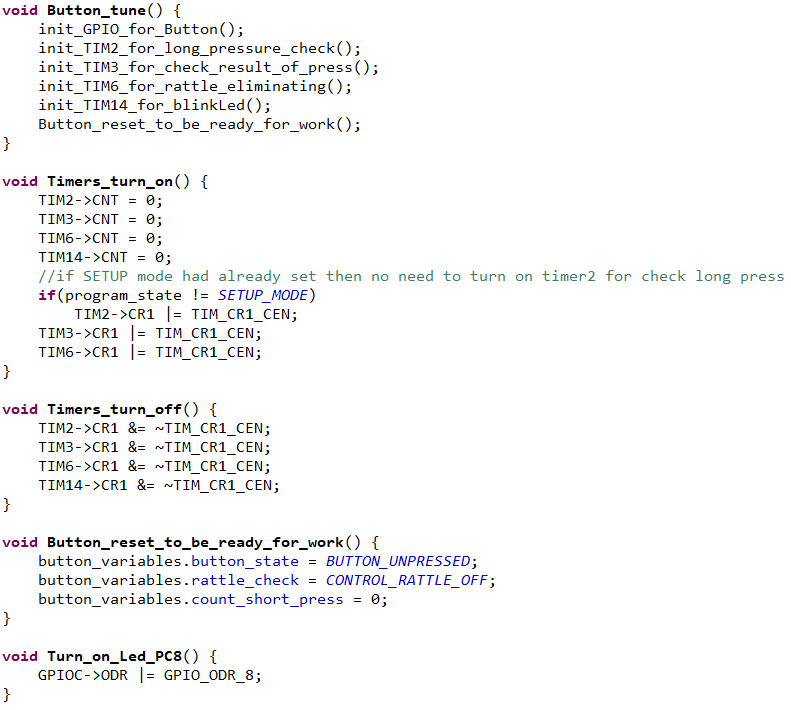 void Button_tune() {
    init_GPIO_for_Button();
    init_TIM2_for_long_pressure_check();
    init_TIM3_for_check_result_of_press();
    init_TIM6_for_rattle_eliminating();
    init_TIM14_for_blinkLed();
    Button_reset_to_be_ready_for_work();
}

void Timers_turn_on() {
    TIM2->CNT = 0;
    TIM3->CNT = 0;
    TIM6->CNT = 0;
    TIM14->CNT = 0;
    //if SETUP mode had already set then no need to turn on timer2 for check long press
    if(program_state != SETUP_MODE)
        TIM2->CR1 |= TIM_CR1_CEN;
    TIM3->CR1 |= TIM_CR1_CEN;
    TIM6->CR1 |= TIM_CR1_CEN;
}

void Timers_turn_off() {
    TIM2->CR1 &= ~TIM_CR1_CEN;
    TIM3->CR1 &= ~TIM_CR1_CEN;
    TIM6->CR1 &= ~TIM_CR1_CEN;
    TIM14->CR1 &= ~TIM_CR1_CEN;
}

void Button_reset_to_be_ready_for_work() {
    button_variables.button_state = BUTTON_UNPRESSED;
    button_variables.rattle_check = CONTROL_RATTLE_OFF;
    button_variables.count_short_press = 0;
}

void Turn_on_Led_PC8() {
    GPIOC->ODR |= GPIO_ODR_8;
}